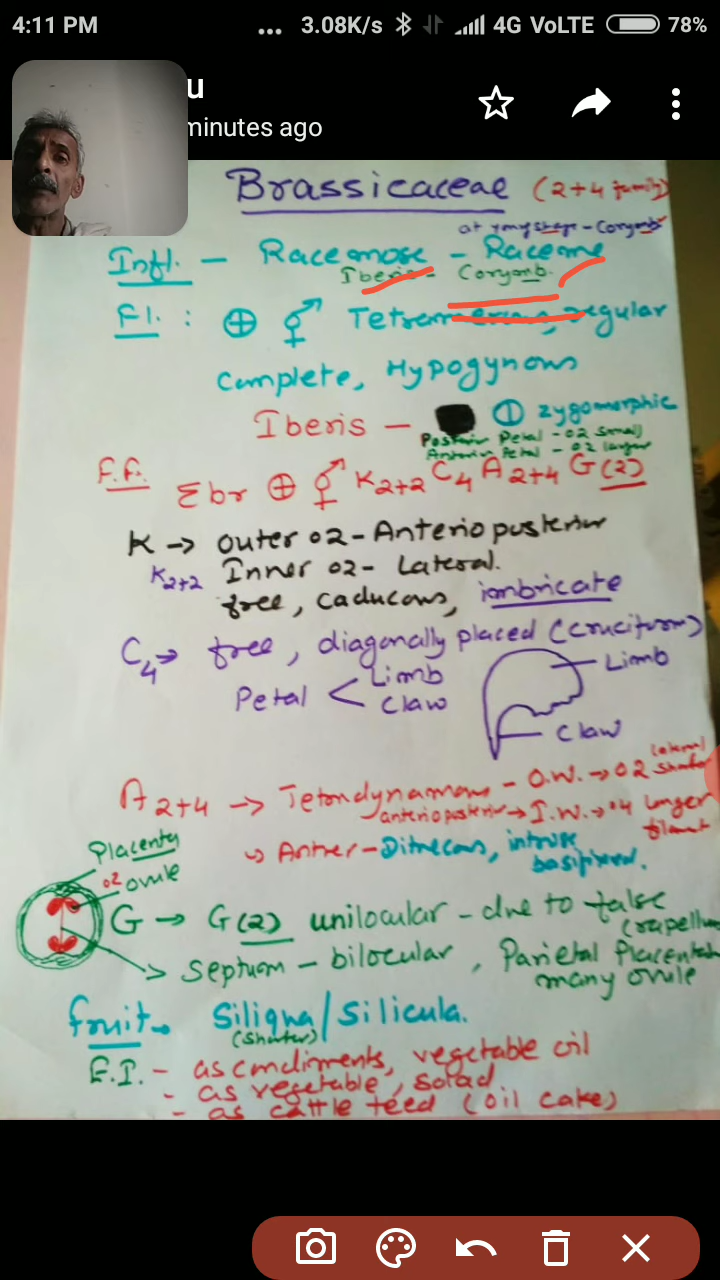 4:11 PM ... 3.08K/s 4G VoLTE 78%
u
minutes ago
Brassicaceae (2+4 family)
at young stage - Corymb
Infl. - Racemose - Raceme
Iberis - Corymb.
Fl. : ⊕ ⚥ Tetramerous, regular
Complete, Hypogynous
Iberis - zygomorphic
Posterior Petal - 02 small
Anterior Petal - 02 larger
F.F. Ebr ⊕ ⚥ K2+2 C4 A2+4 G(2)
K → outer 02 - Anterioposterior
K2+2 Inner 02 - Lateral.
free, caducous, imbricate
C4 → free, diagonally placed (cruciform)
Petal < Limb
Claw
Limb
Claw
A2+4 → Tetradynamous - O.W. → 02 lateral
anterioposterior → I.W. → 04 longer
filament
↳ Anther - Dithecous, introse
basifixed.
Placenta
02 ovule
G → G(2) unilocular - due to false
Septum - bilocular, Parietal Placenta
many ovule
fruit → Siliqua/Silicula.
E.I. - as condiments, vegetable oil
- as vegetable, salad
- as cattle feed (oil cake)